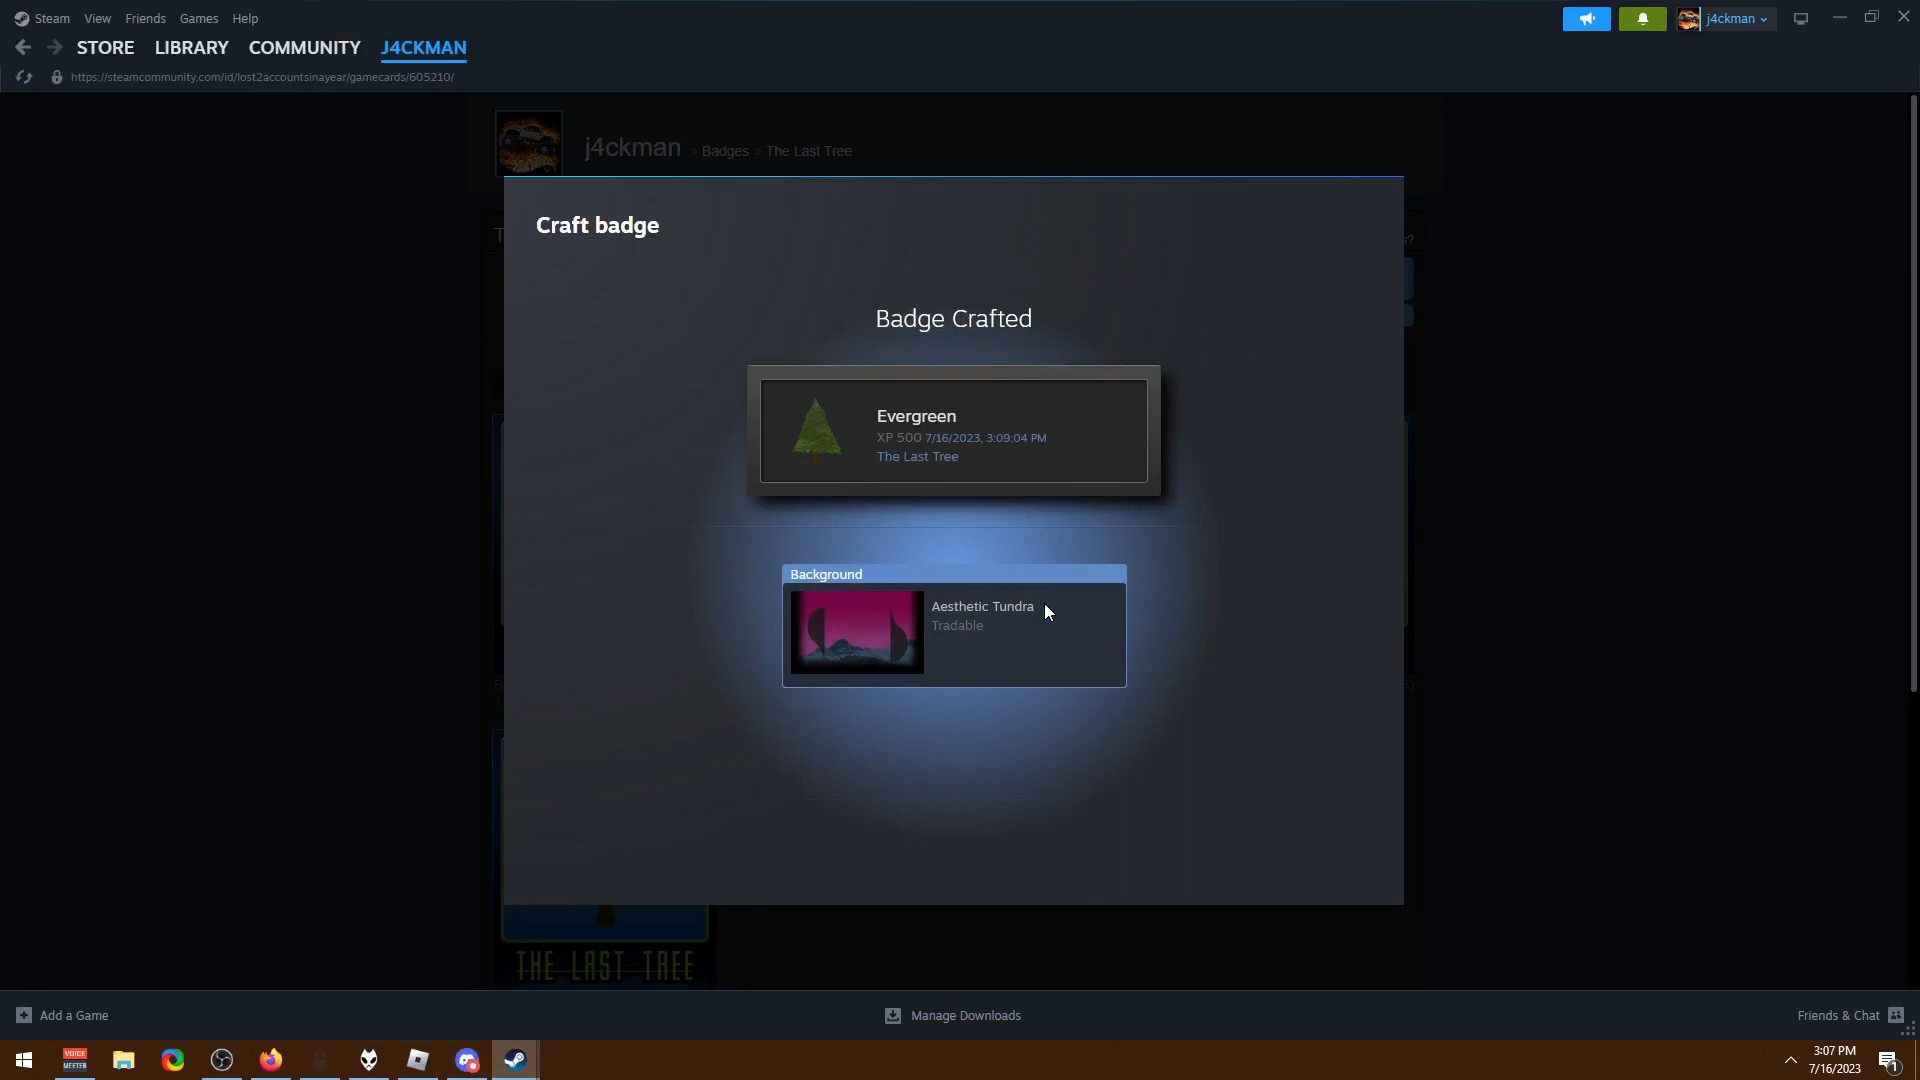 Steam View Friends Games Help
j4ckman
STORE LIBRARY COMMUNITY J4CKMAN
https://steamcommunity.com/id/lost2accountsinayear/gamecards/605210/
j4ckman » Badges » The Last Tree
Craft badge
Badge Crafted
Evergreen
XP 500 7/16/2023, 3:09:04 PM
The Last Tree
Background
Aesthetic Tundra
Tradable
THE LAST TREE
Add a Game
Manage Downloads
Friends & Chat
VOICE
MEETER
3:07 PM
7/16/2023
1